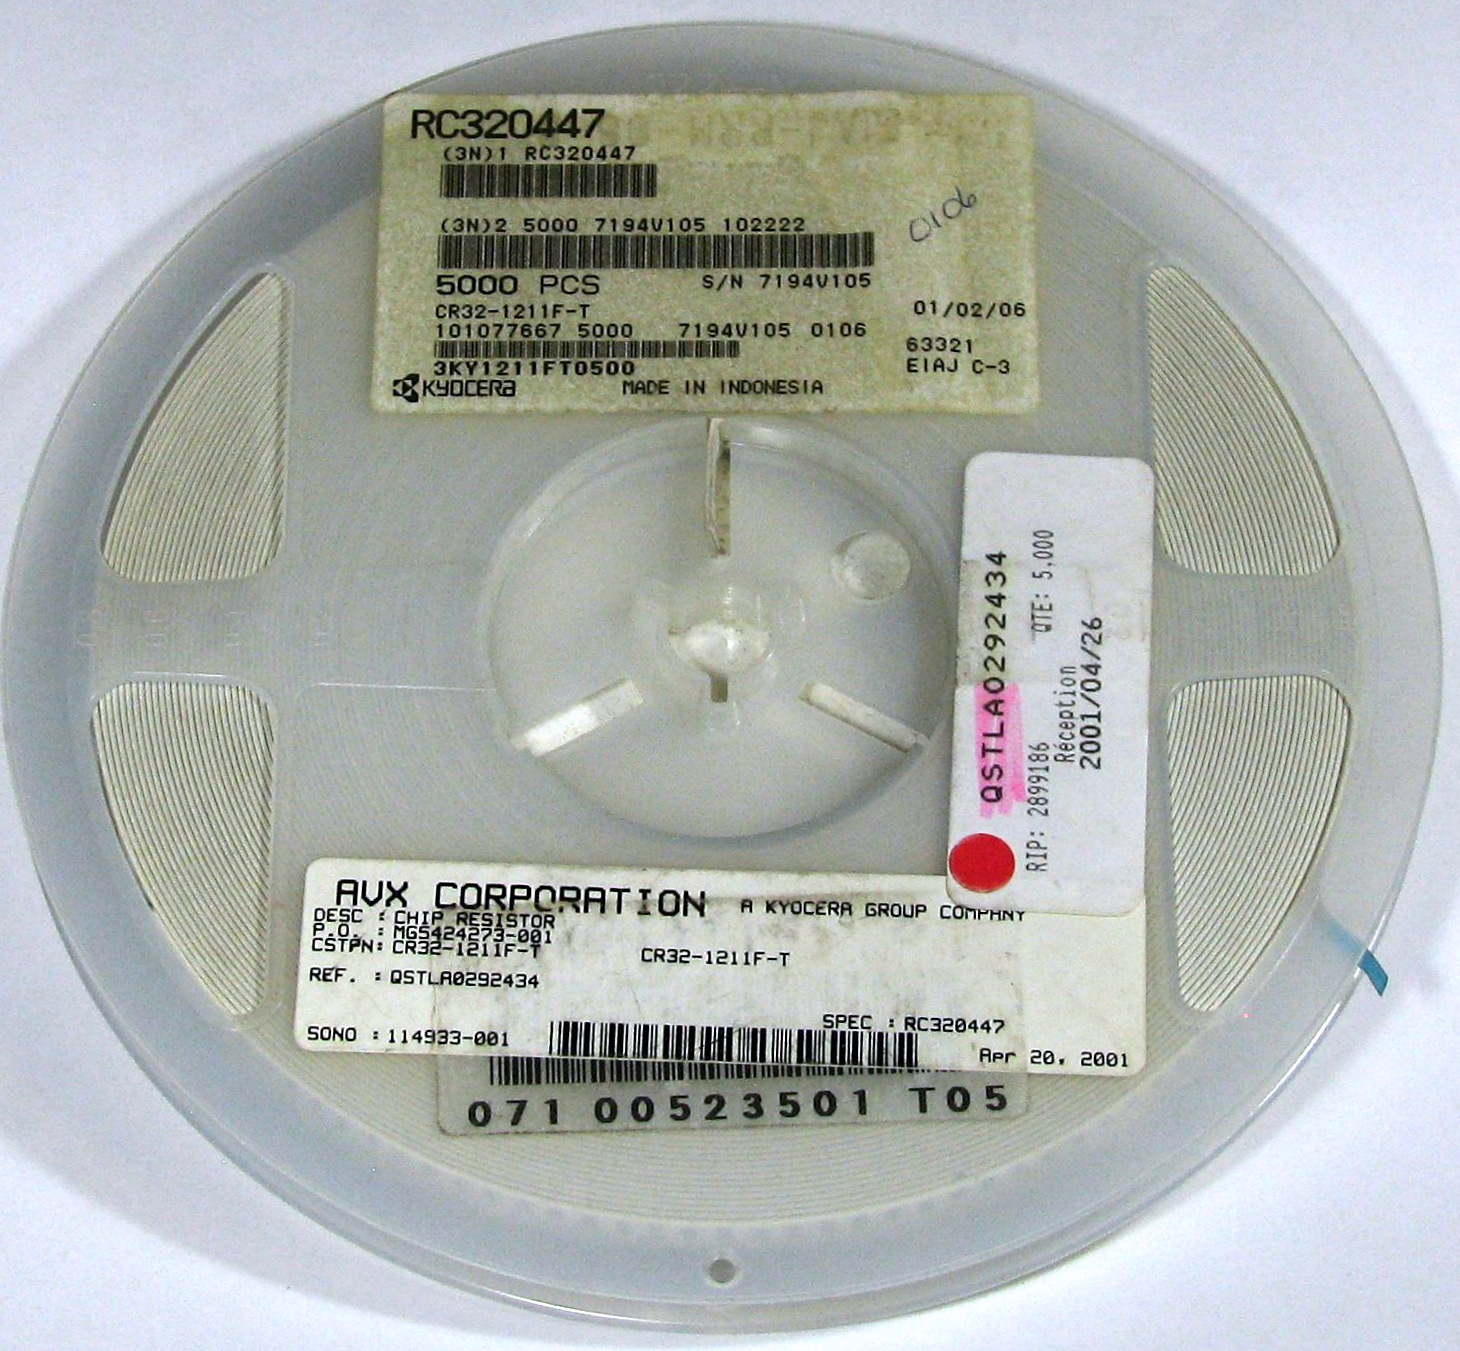 RC320447
(3N)1 RC320447
(3N)2 5000 7194V105 102222
0106
5000 PCS S/N 7194V105
CR32-1211F-T 01/02/06
101077667 5000 7194V105 0106
63321
3KY1211FT0500 EIAJ C-3
KYOCERA MADE IN INDONESIA
QSTLA0292434
RIP: 2899186 QTE: 5,000
Réception
2001/04/26
AVX CORPORATION A KYOCERA GROUP COMPANY
DESC : CHIP RESISTOR
P.O. : MG5424273-001
CSTPN: CR32-1211F-T CR32-1211F-T
REF. : QSTLA0292434
SPEC : RC320447
SONO : 114933-001
Apr 20, 2001
071 00523501 T05